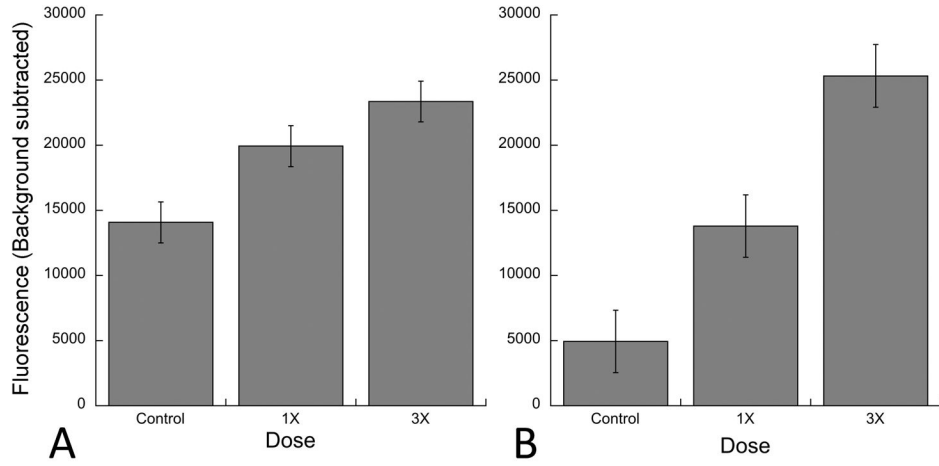 Fluorescence (Background subtracted)
30000
25000
20000
15000
10000
5000
0
Control 1X 3X
Dose
A
30000
25000
20000
15000
10000
5000
0
Control 1X 3X
Dose
B